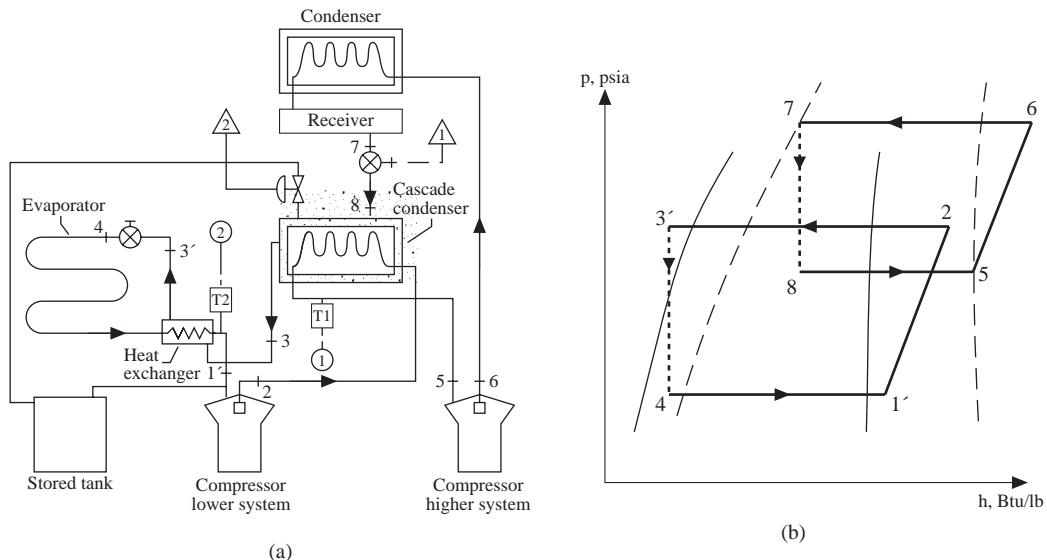 Condenser
2
Receiver
1
7
Cascade
condenser
8
Evaporator
4
2
3´
T2
T1
3
Heat
exchanger
1´
1
2
5
6
Stored tank
Compressor
lower system
Compressor
higher system
(a)
p, psia
7
6
3´
2
8
5
4
1´
h, Btu/lb
(b)